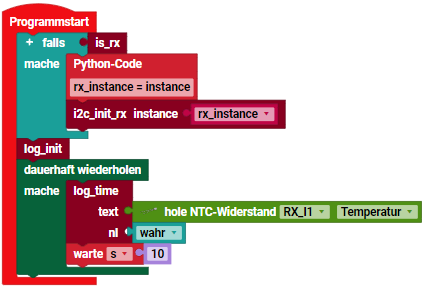 Programmstart
+ falls is_rx
mache Python-Code
rx_instance = instance
i2c_init_rx instance rx_instance
log_init
dauerhaft wiederholen
mache log_time
text hole NTC-Widerstand RX_I1 Temperatur
nl wahr
warte s 10